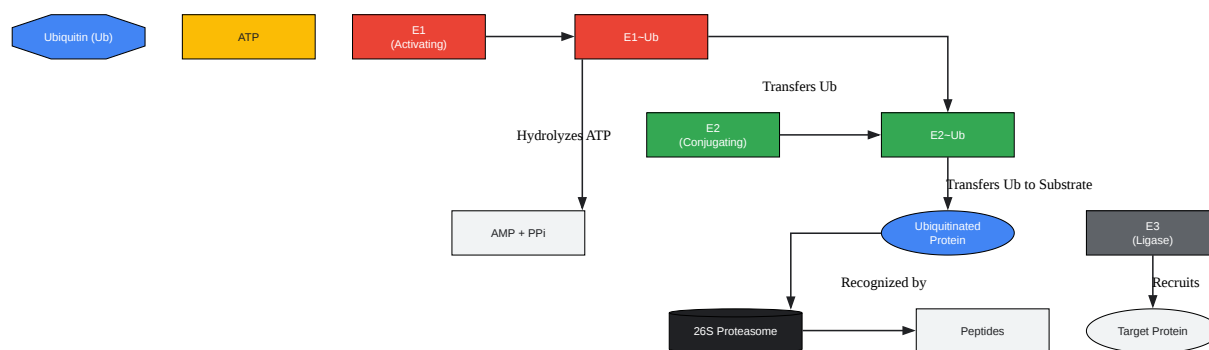 Ubiquitin (Ub)
ATP
E1
(Activating)
E1~Ub
Transfers Ub
Hydrolyzes ATP
E2
(Conjugating)
E2~Ub
Transfers Ub to Substrate
AMP + PPi
Ubiquitinated
Protein
E3
(Ligase)
Recognized by
Recruits
26S Proteasome
Peptides
Target Protein